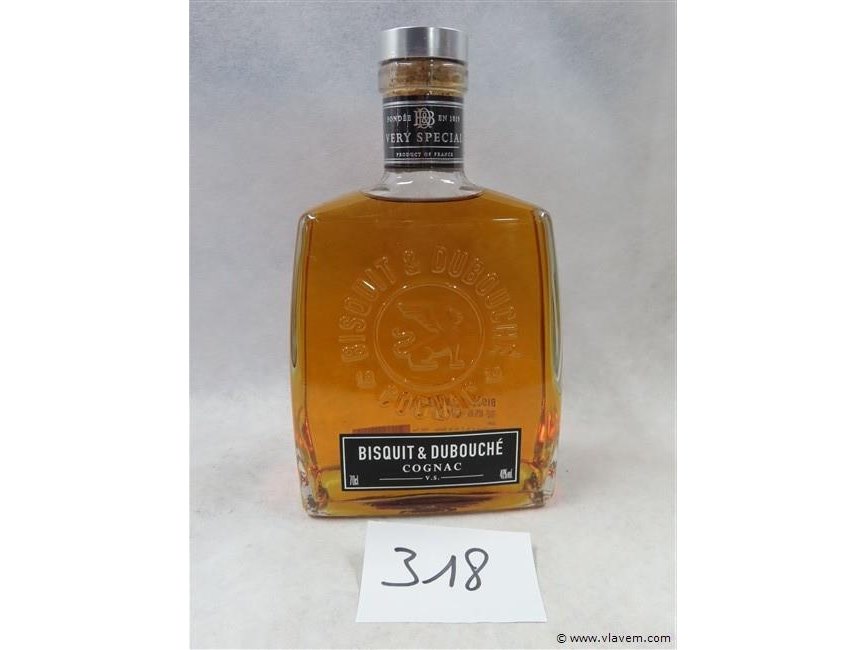 FONDÉE B&B EN 1819
VERY SPECIAL
PRODUCT OF FRANCE
BISQUIT & DUBOUCHÉ
COGNAC
BISQUIT & DUBOUCHÉ
COGNAC
V.S.
70cl 40%vol
318
© www.vlavem.com